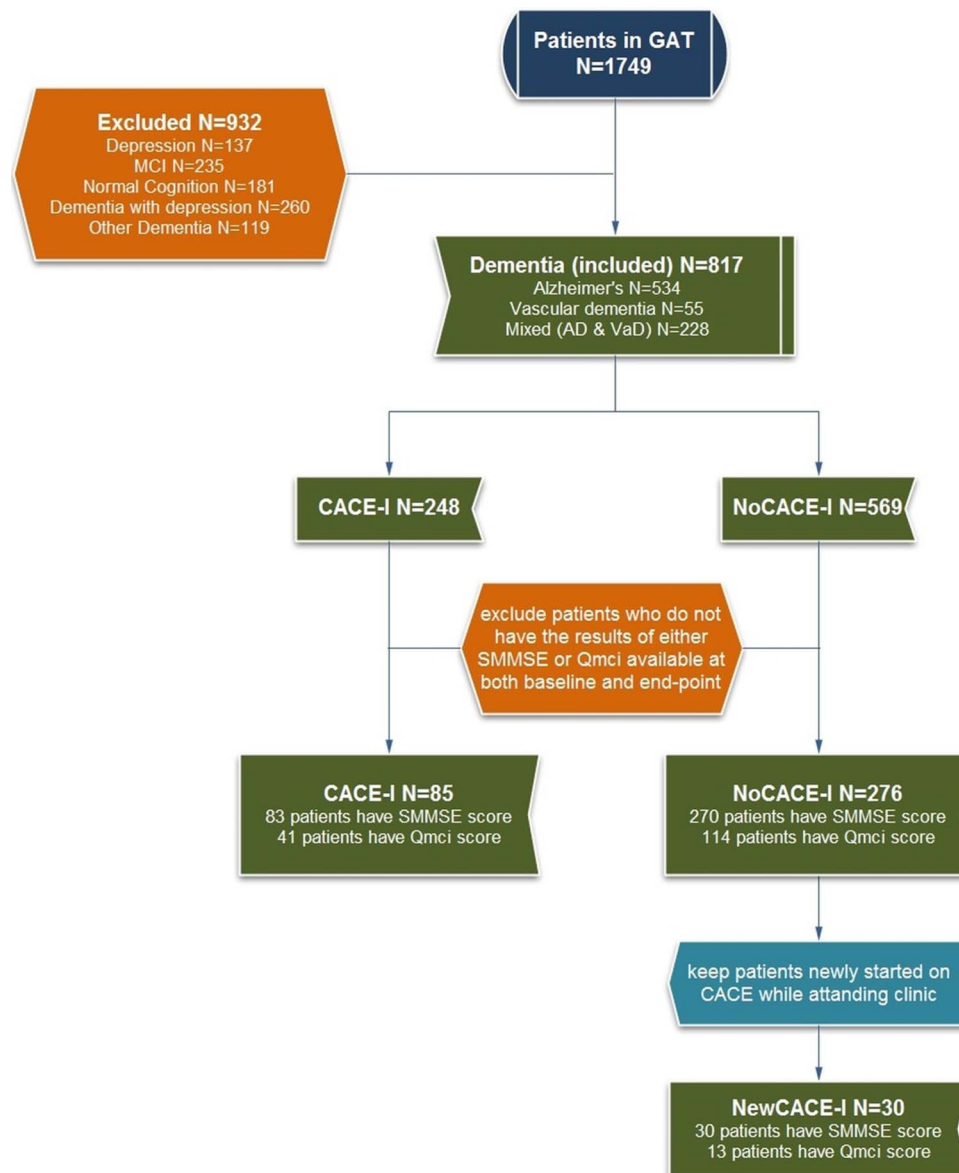 Patients in GAT
N=1749
Excluded N=932
Depression N=137
MCI N=235
Normal Cognition N=181
Dementia with depression N=260
Other Dementia N=119
Dementia (included) N=817
Alzheimer's N=534
Vascular dementia N=55
Mixed (AD & VaD) N=228
CACE-I N=248
NoCACE-I N=569
exclude patients who do not
have the results of either
SMMSE or Qmci available at
both baseline and end-point
CACE-I N=85
83 patients have SMMSE score
41 patients have Qmci score
NoCACE-I N=276
270 patients have SMMSE score
114 patients have Qmci score
keep patients newly started on
CACE while attanding clinic
NewCACE-I N=30
30 patients have SMMSE score
13 patients have Qmci score